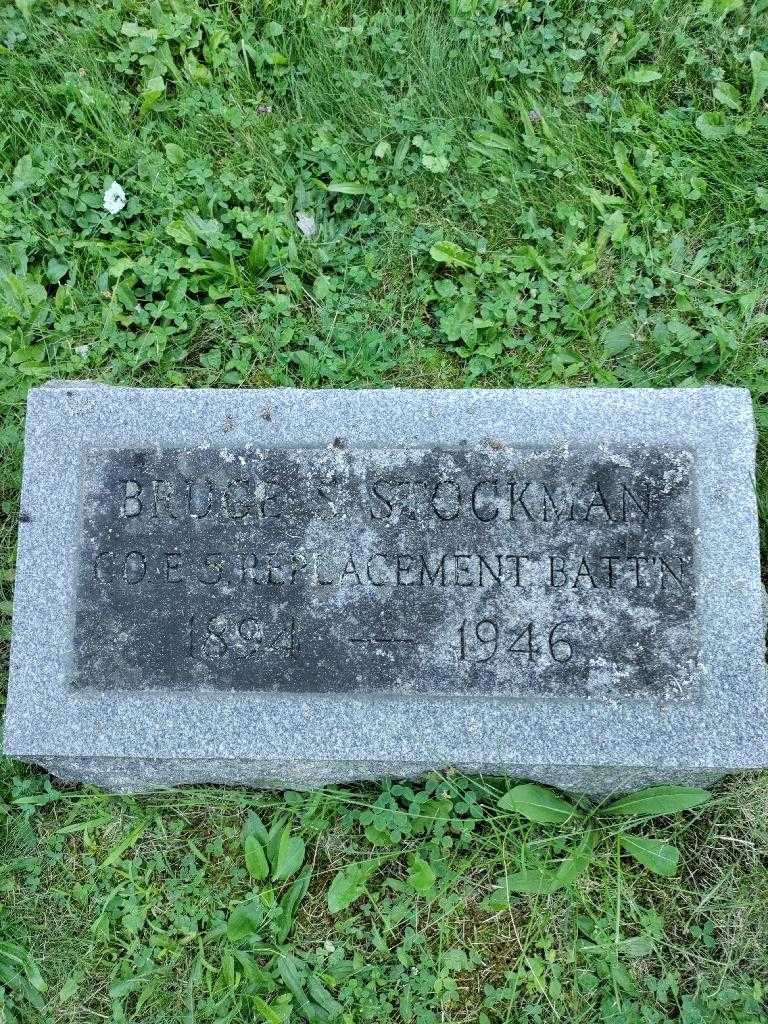 BRUCE S. STOCKMAN
CO E S. REPLACEMENT BATT'N
1894 — 1946